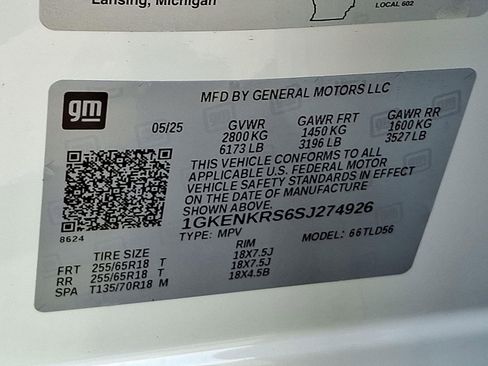 Lansing, Michigan
LOCAL 602
gm
MFD BY GENERAL MOTORS LLC
05/25 GVWR GAWR FRT GAWR RR
2800 KG 1450 KG 1600 KG
6173 LB 3196 LB 3527 LB
THIS VEHICLE CONFORMS TO ALL
APPLICABLE U.S. FEDERAL MOTOR
VEHICLE SAFETY STANDARDS IN EFFECT
ON THE DATE OF MANUFACTURE
SHOWN ABOVE.
1GKENKRS6SJ274926
8624
TYPE: MPV MODEL: 66TLD56
TIRE SIZE RIM
FRT 255/65R18 T 18X7.5J
RR 255/65R18 T 18X7.5J
SPA T135/70R18 M 18X4.5B